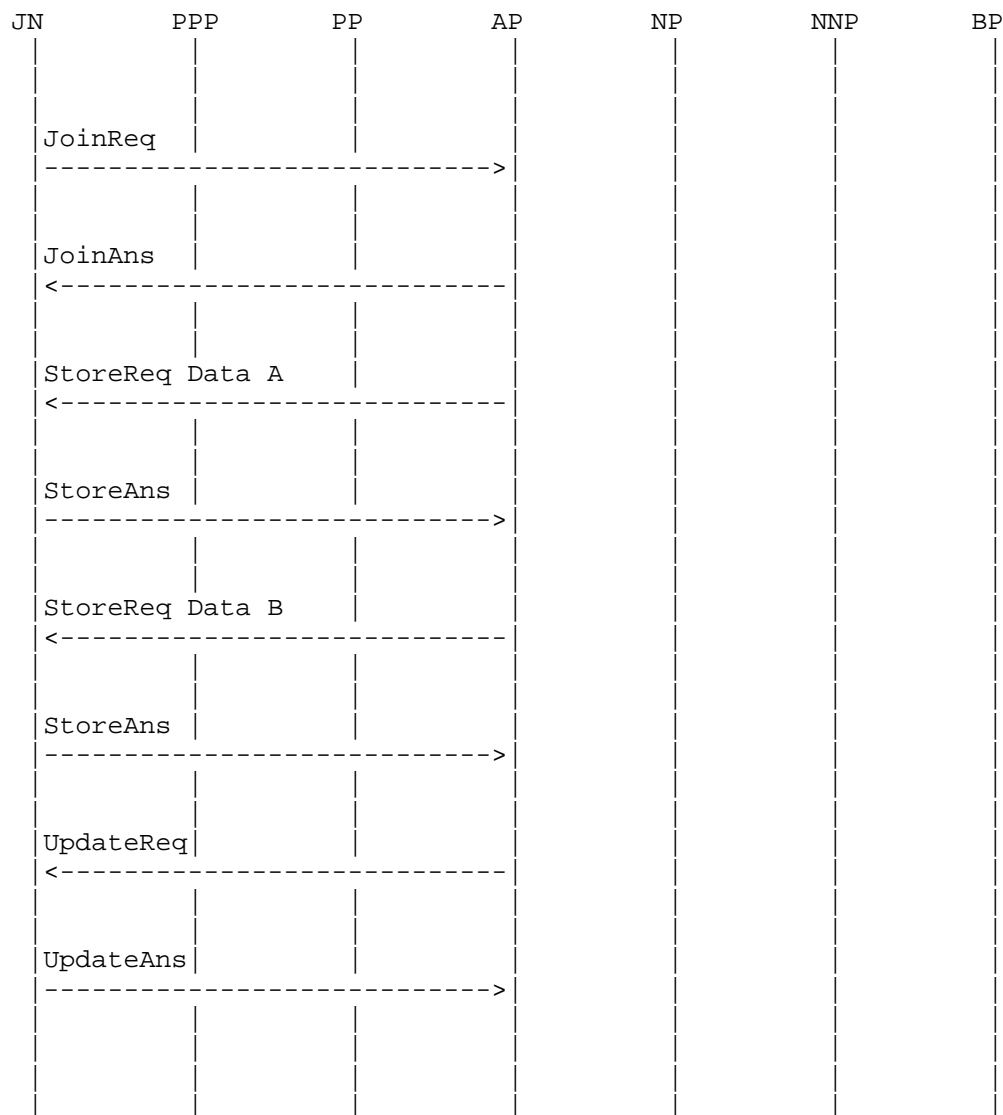 JN PPP PP AP NP NNP BP
JoinReq
JoinAns
StoreReq Data A
StoreAns
StoreReq Data B
StoreAns
UpdateReq
UpdateAns